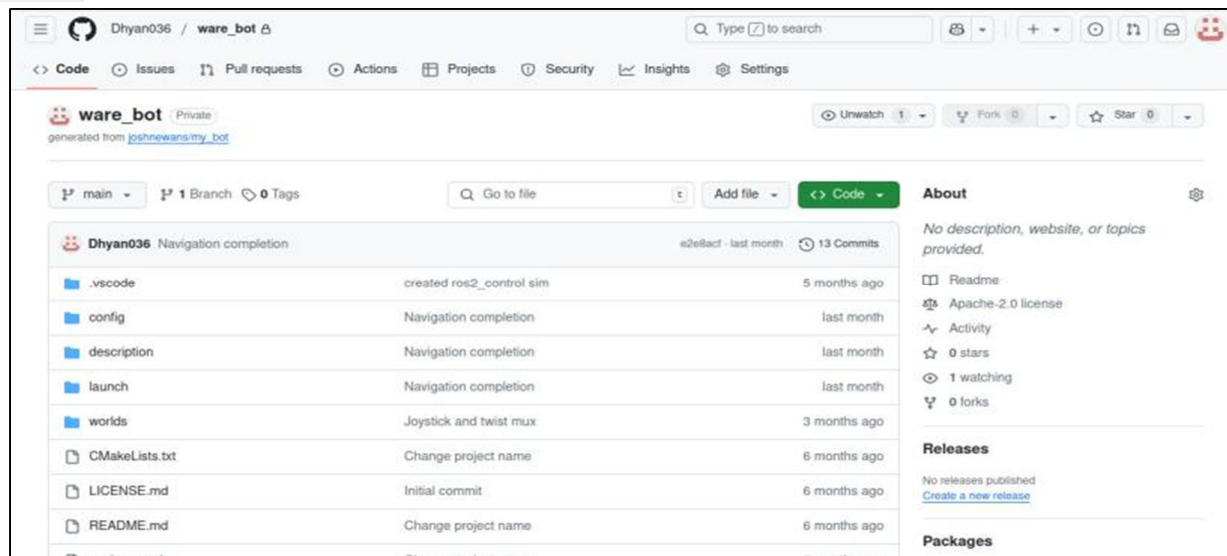 Dhyan036 / ware_bot
Type / to search
Code Issues Pull requests Actions Projects Security Insights Settings
ware_bot Private
generated from joshnewans/my_bot
Unwatch 1 Fork 0 Star 0
main 1 Branch 0 Tags
Go to file t Add file Code
Dhyan036 Navigation completion e2e8acf · last month 13 Commits
.vscode created ros2_control sim 5 months ago
config Navigation completion last month
description Navigation completion last month
launch Navigation completion last month
worlds Joystick and twist mux 3 months ago
CMakeLists.txt Change project name 6 months ago
LICENSE.md Initial commit 6 months ago
README.md Change project name 6 months ago
About
No description, website, or topics
provided.
Readme
Apache-2.0 license
Activity
0 stars
1 watching
0 forks
Releases
No releases published
Create a new release
Packages